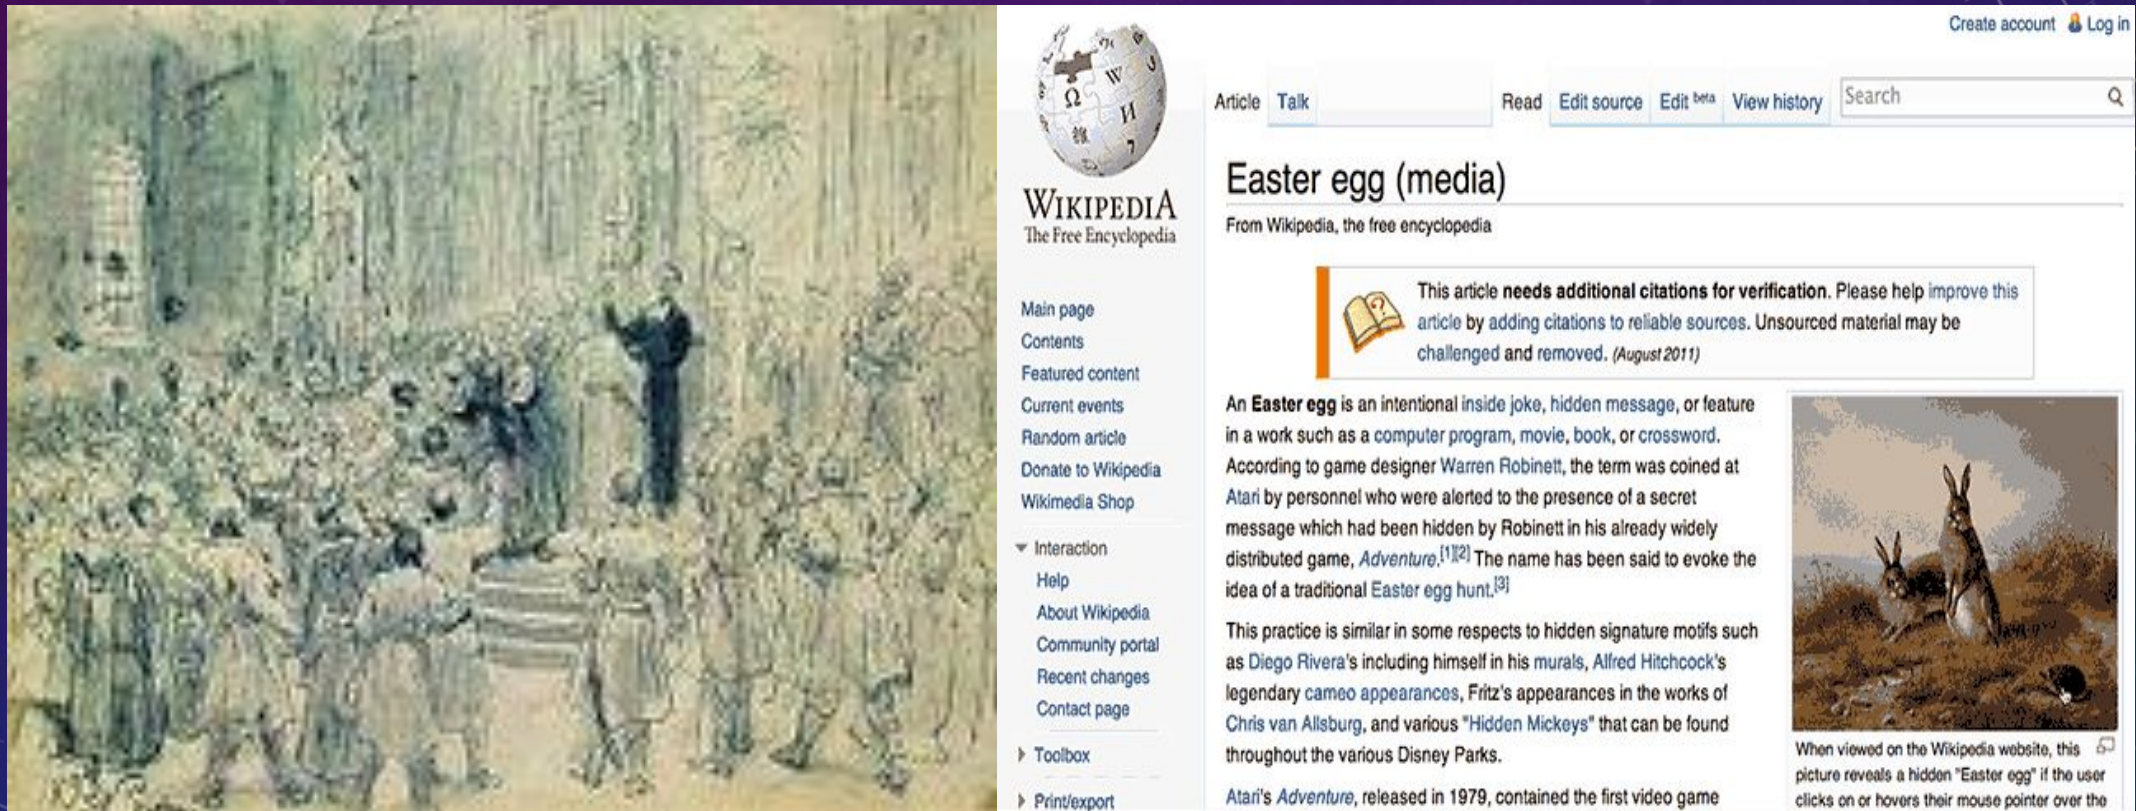 Create account Log in
Article Talk Read Edit source Edit beta View history Search
WIKIPEDIA
The Free Encyclopedia
Main page
Contents
Featured content
Current events
Random article
Donate to Wikipedia
Wikimedia Shop
Interaction
Help
About Wikipedia
Community portal
Recent changes
Contact page
Toolbox
Print/export
Easter egg (media)
From Wikipedia, the free encyclopedia
This article needs additional citations for verification. Please help improve this
article by adding citations to reliable sources. Unsourced material may be
challenged and removed. (August 2011)
An Easter egg is an intentional inside joke, hidden message, or feature
in a work such as a computer program, movie, book, or crossword.
According to game designer Warren Robinett, the term was coined at
Atari by personnel who were alerted to the presence of a secret
message which had been hidden by Robinett in his already widely
distributed game, Adventure.[1][2] The name has been said to evoke the
idea of a traditional Easter egg hunt.[3]
This practice is similar in some respects to hidden signature motifs such
as Diego Rivera's including himself in his murals, Alfred Hitchcock's
legendary cameo appearances, Fritz's appearances in the works of
Chris van Allsburg, and various "Hidden Mickeys" that can be found
throughout the various Disney Parks.
Atari's Adventure, released in 1979, contained the first video game
When viewed on the Wikipedia website, this
picture reveals a hidden "Easter egg" if the user
clicks on or hovers their mouse pointer over the